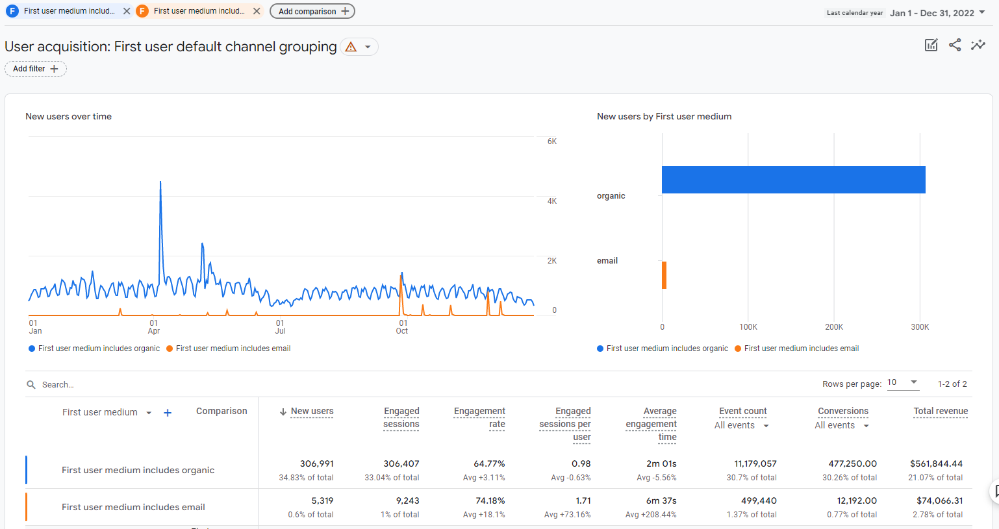 F First user medium includ... F First user medium includ... Add comparison + Last calendar year Jan 1 - Dec 31, 2022
User acquisition: First user default channel grouping
Add filter +
New users over time
6K
4K
2K
0
01 Jan
01 Apr
01 Jul
01 Oct
First user medium includes organic First user medium includes email
New users by First user medium
organic
email
0 100K 200K 300K
First user medium includes organic First user medium includes email
Search... Rows per page: 10 1-2 of 2
First user medium + Comparison
New users
Engaged sessions
Engagement rate
Engaged sessions per user
Average engagement time
Event count
All events
Conversions
All events
Total revenue
First user medium includes organic
306,991 306,407 64.77% 0.98 2m 01s 11,179,057 477,250.00 $561,844.44
34.83% of total 33.04% of total Avg +3.11% Avg -0.63% Avg -5.56% 30.7% of total 30.26% of total 21.07% of total
First user medium includes email
5,319 9,243 74.18% 1.71 6m 37s 499,440 12,192.00 $74,066.31
0.6% of total 1% of total Avg +18.1% Avg +73.16% Avg +208.44% 1.37% of total 0.77% of total 2.78% of total